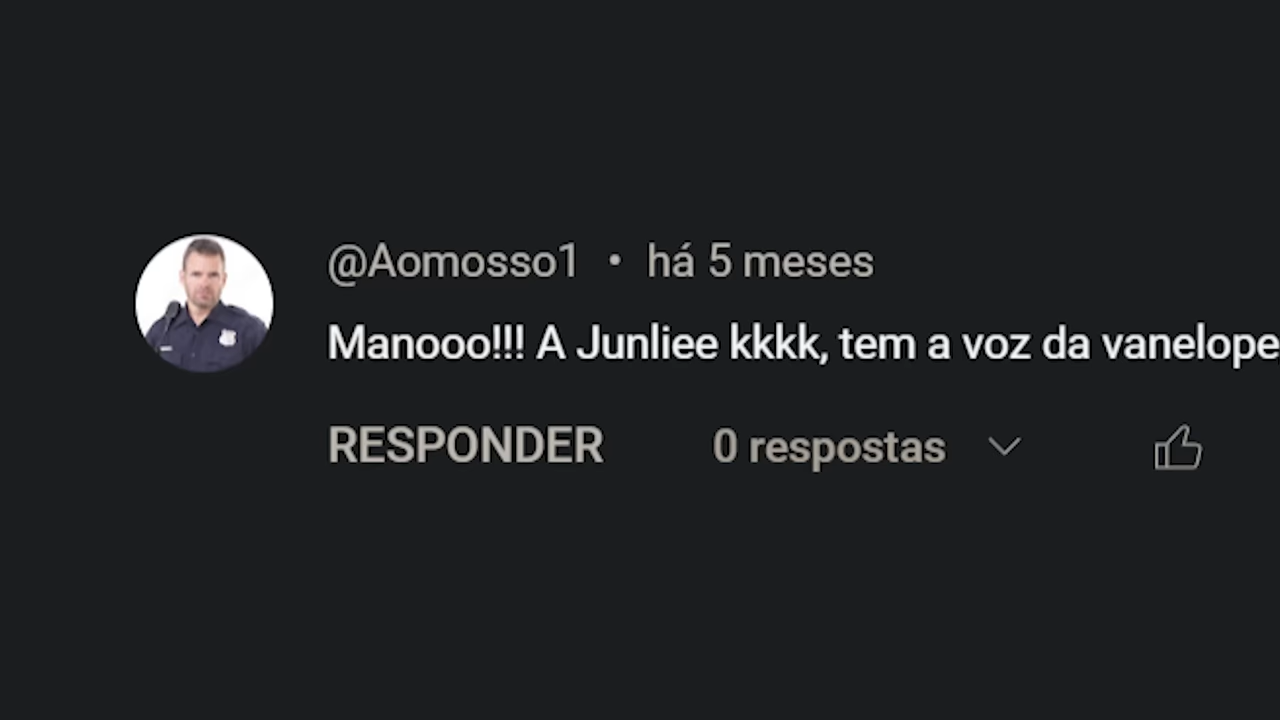 @Aomosso1 • há 5 meses
Manooo!!! A Junliee kkkk, tem a voz da vanelope
RESPONDER 0 respostas